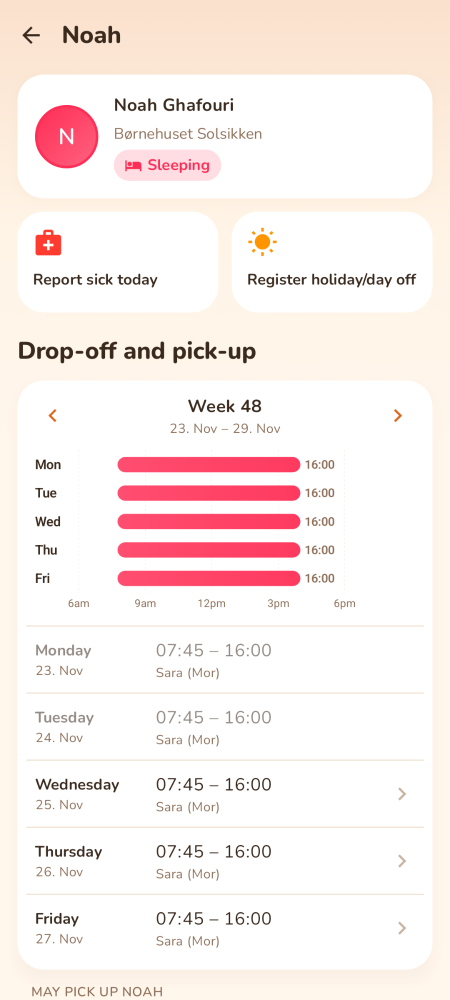 Noah
N
Noah Ghafouri
Børnehuset Solsikken
Sleeping
Report sick today
Register holiday/day off
Drop-off and pick-up
Week 48
23. Nov – 29. Nov
Mon 16:00
Tue 16:00
Wed 16:00
Thu 16:00
Fri 16:00
6am 9am 12pm 3pm 6pm
Monday 07:45 – 16:00
23. Nov Sara (Mor)
Tuesday 07:45 – 16:00
24. Nov Sara (Mor)
Wednesday 07:45 – 16:00
25. Nov Sara (Mor)
Thursday 07:45 – 16:00
26. Nov Sara (Mor)
Friday 07:45 – 16:00
27. Nov Sara (Mor)
MAY PICK UP NOAH